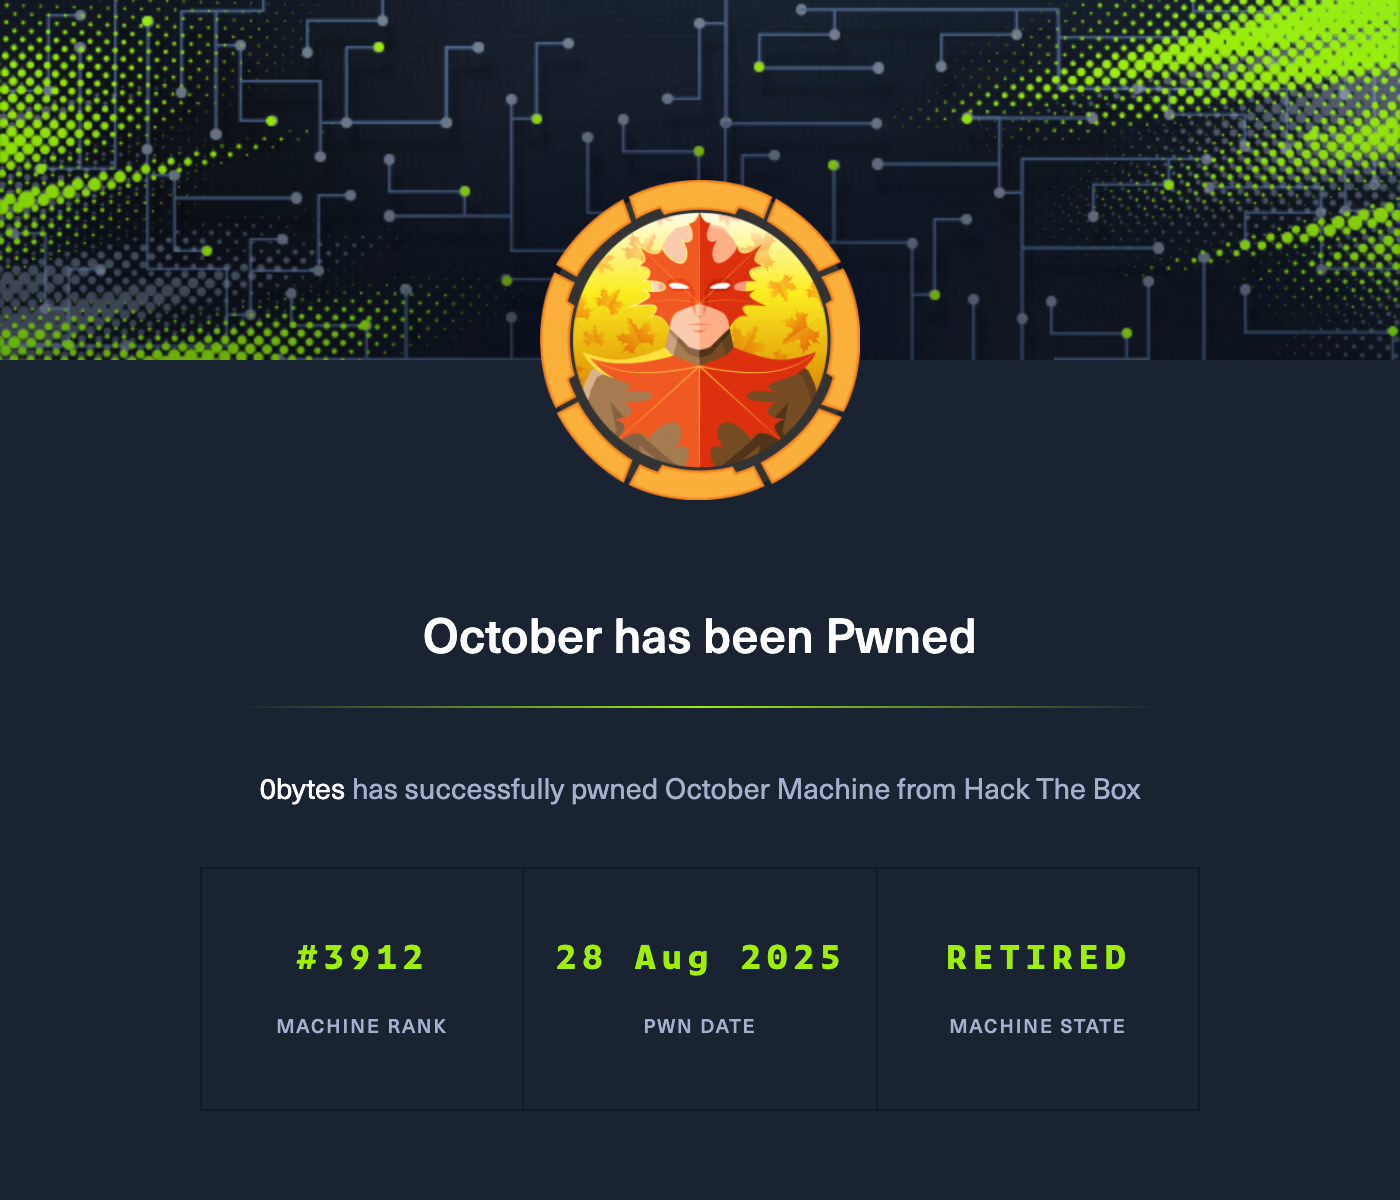 October has been Pwned
0bytes has successfully pwned October Machine from Hack The Box
#3912
MACHINE RANK
28 Aug 2025
PWN DATE
RETIRED
MACHINE STATE